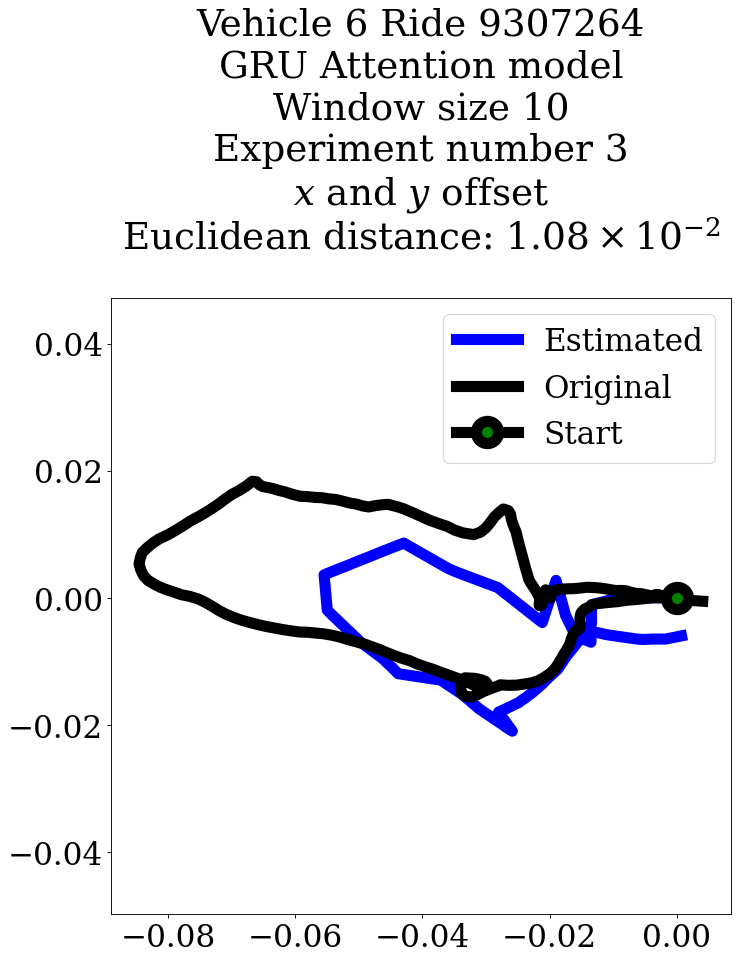 Vehicle 6 Ride 9307264
GRU Attention model
Window size 10
Experiment number 3
x and y offset
Euclidean distance: 1.08 × 10⁻²
Estimated
Original
Start
0.04
0.02
0.00
−0.02
−0.04
−0.08 −0.06 −0.04 −0.02 0.00